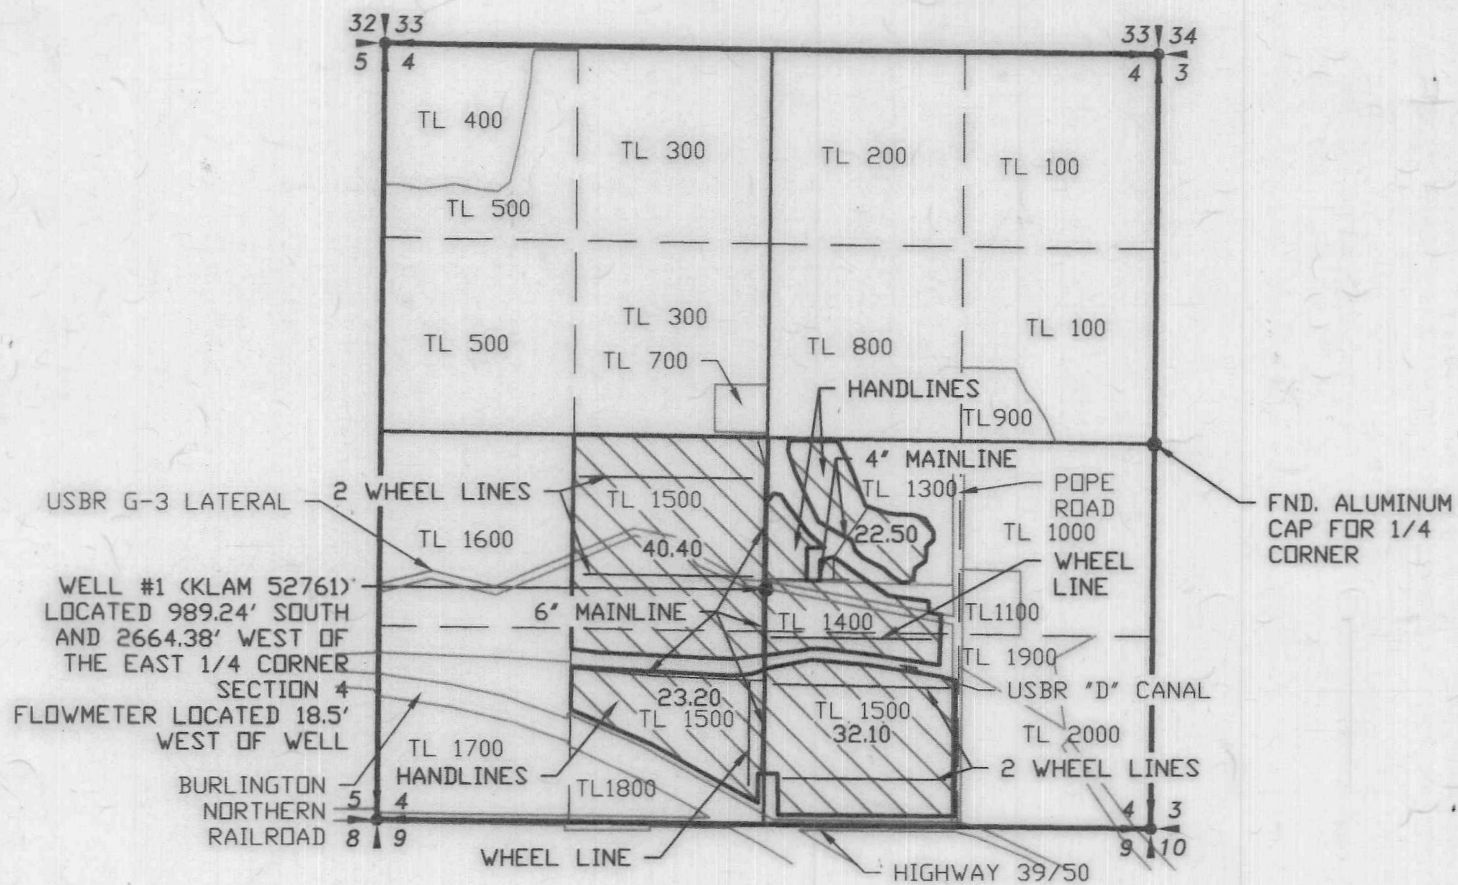 32 33
33 34
5 4
4 3
TL 400
TL 300
TL 200
TL 100
TL 500
TL 300
TL 100
TL 500
TL 800
TL 700
HANDLINES
TL900
4" MAINLINE
2 WHEEL LINES
TL 1500
TL 1300
POPE
ROAD
USBR G-3 LATERAL
FND. ALUMINUM
CAP FOR 1/4
CORNER
TL 1600
40.40
22.50
TL 1000
WHEEL
LINE
WELL #1 (KLAM 52761)
LOCATED 989.24' SOUTH
AND 2664.38' WEST OF
THE EAST 1/4 CORNER
SECTION 4
FLOWMETER LOCATED 18.5'
WEST OF WELL
6" MAINLINE
TL 1400
TL1100
TL 1900
USBR "D" CANAL
23.20
TL 1500
TL 1500
32.10
TL 2000
TL 1700
HANDLINES
2 WHEEL LINES
BURLINGTON
NORTHERN
RAILROAD
TL1800
5 4
8 9
4 3
9 10
WHEEL LINE
HIGHWAY 39/50